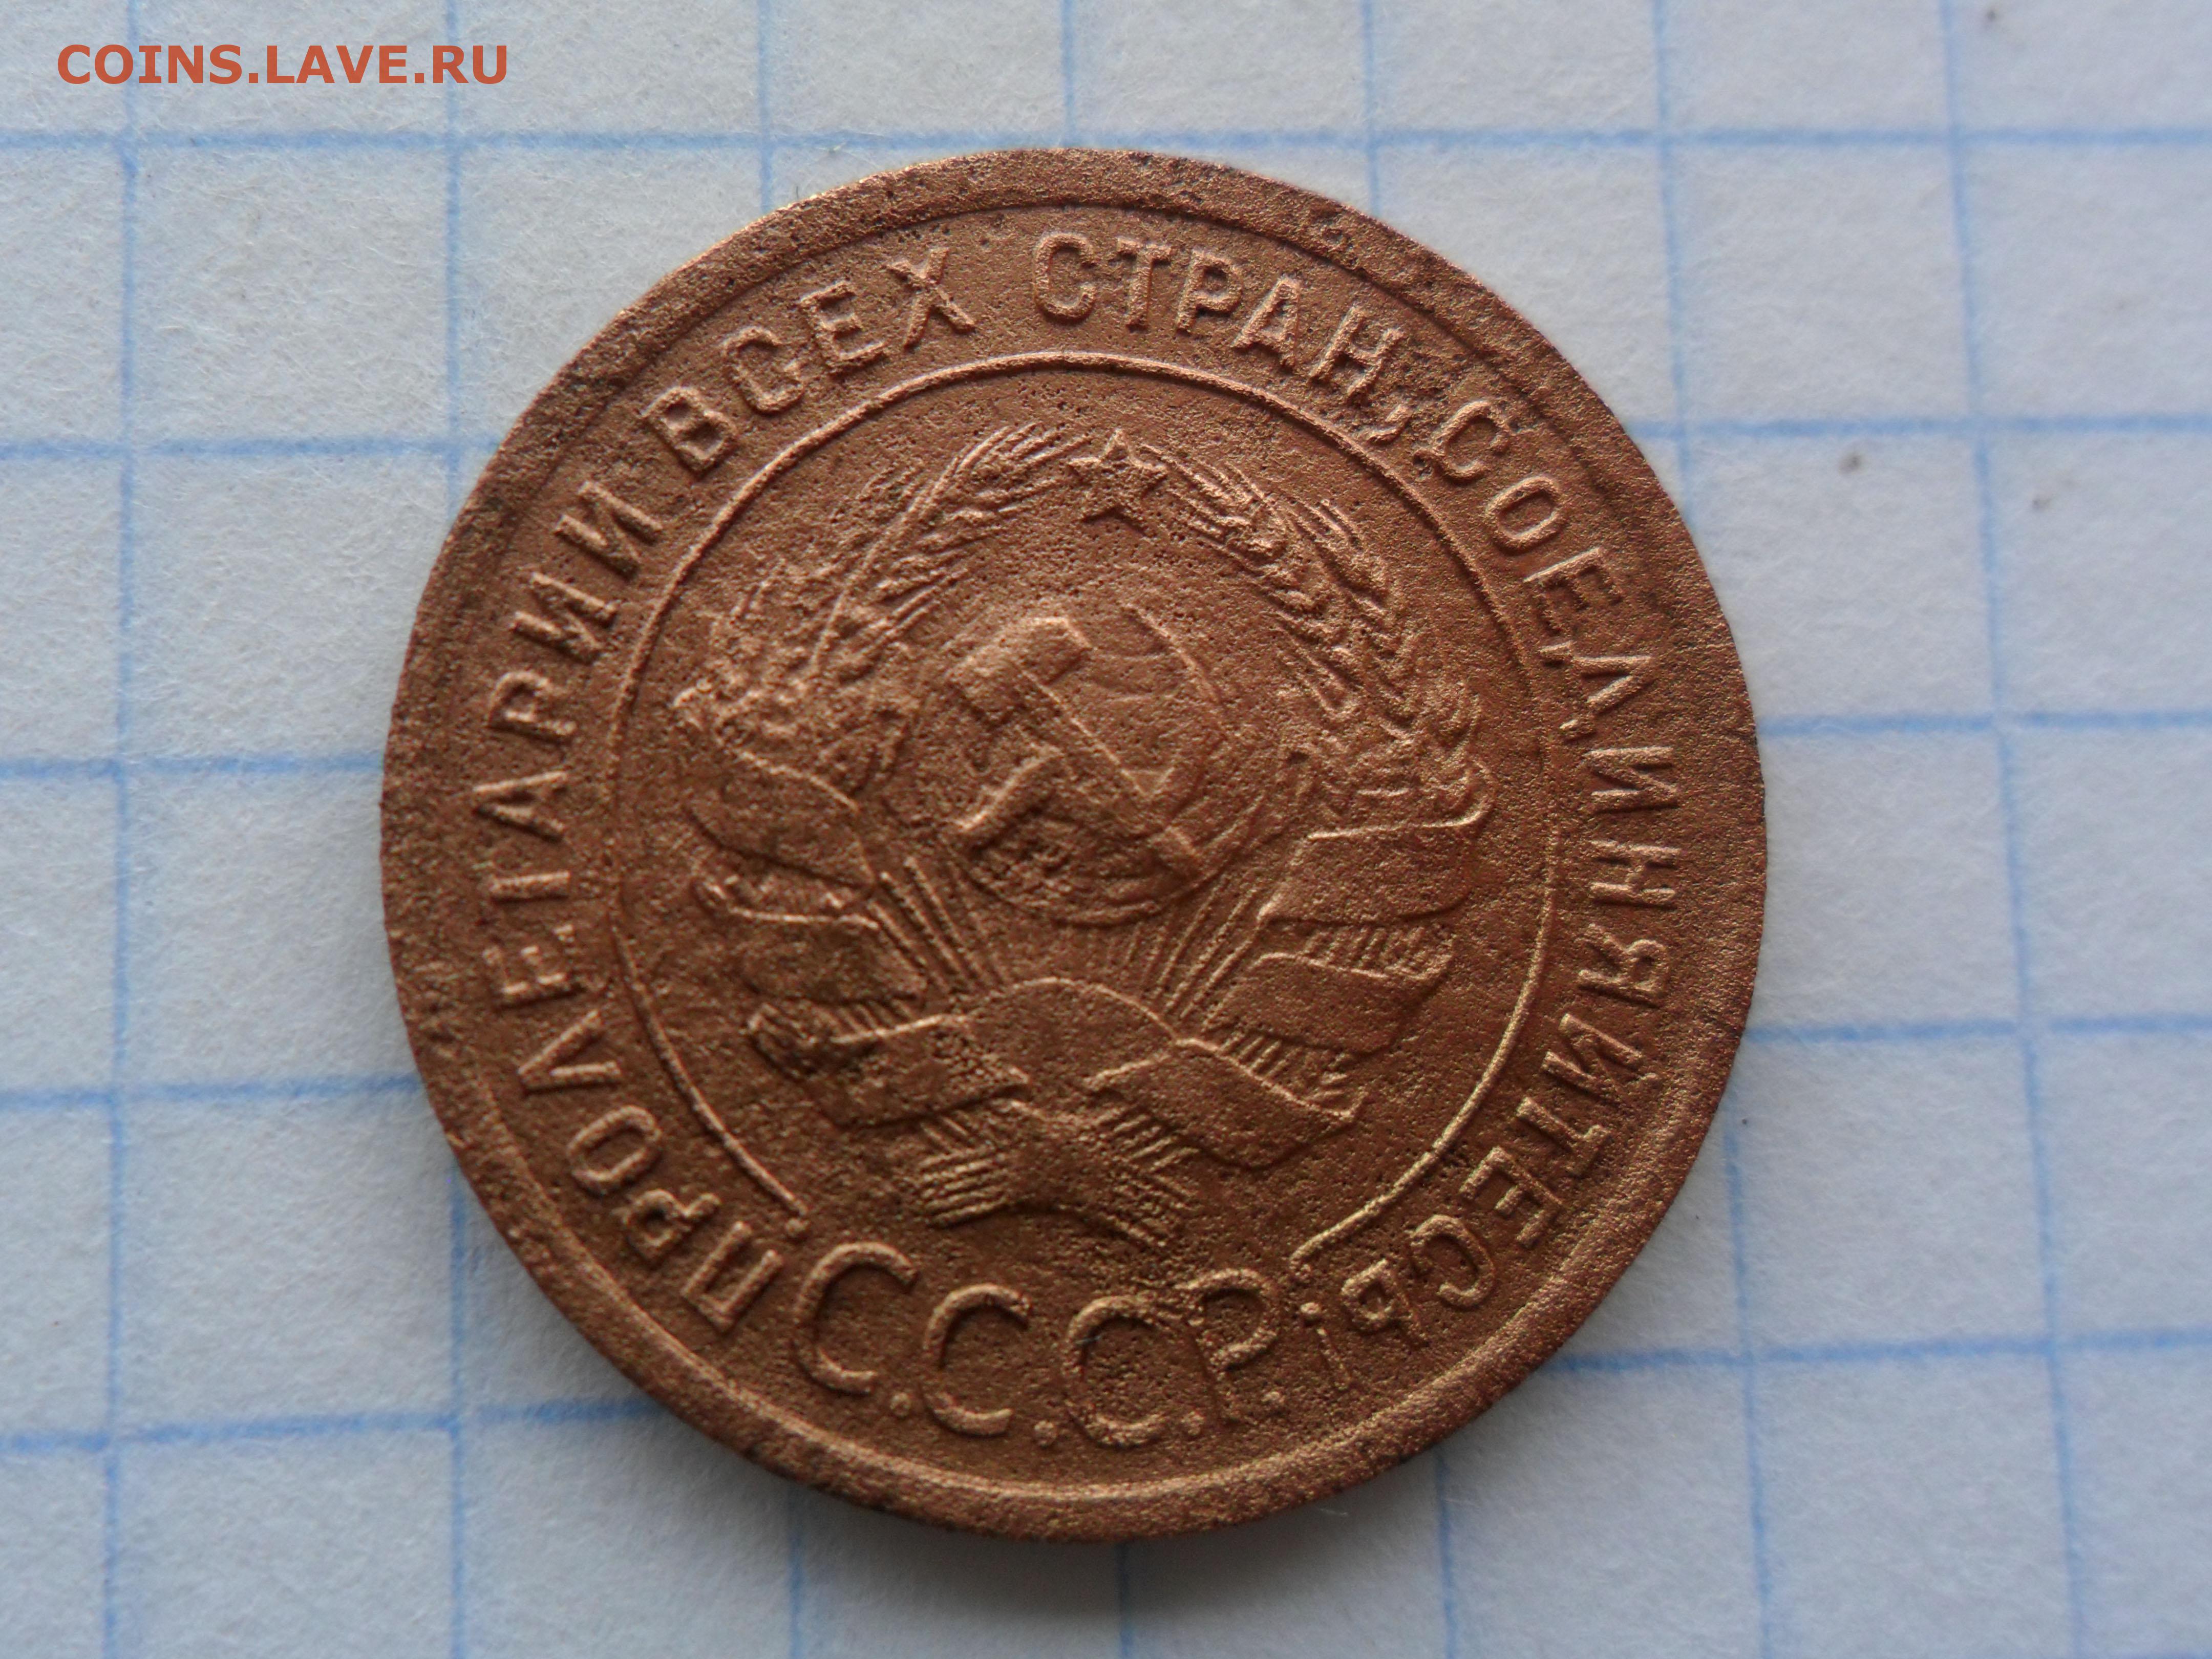 COINS.LAVE.RU
ПРОЛЕТАРИИ ВСЕХ СТРАН, СОЕДИНЯЙТЕСЬ
С.С.С.Р.